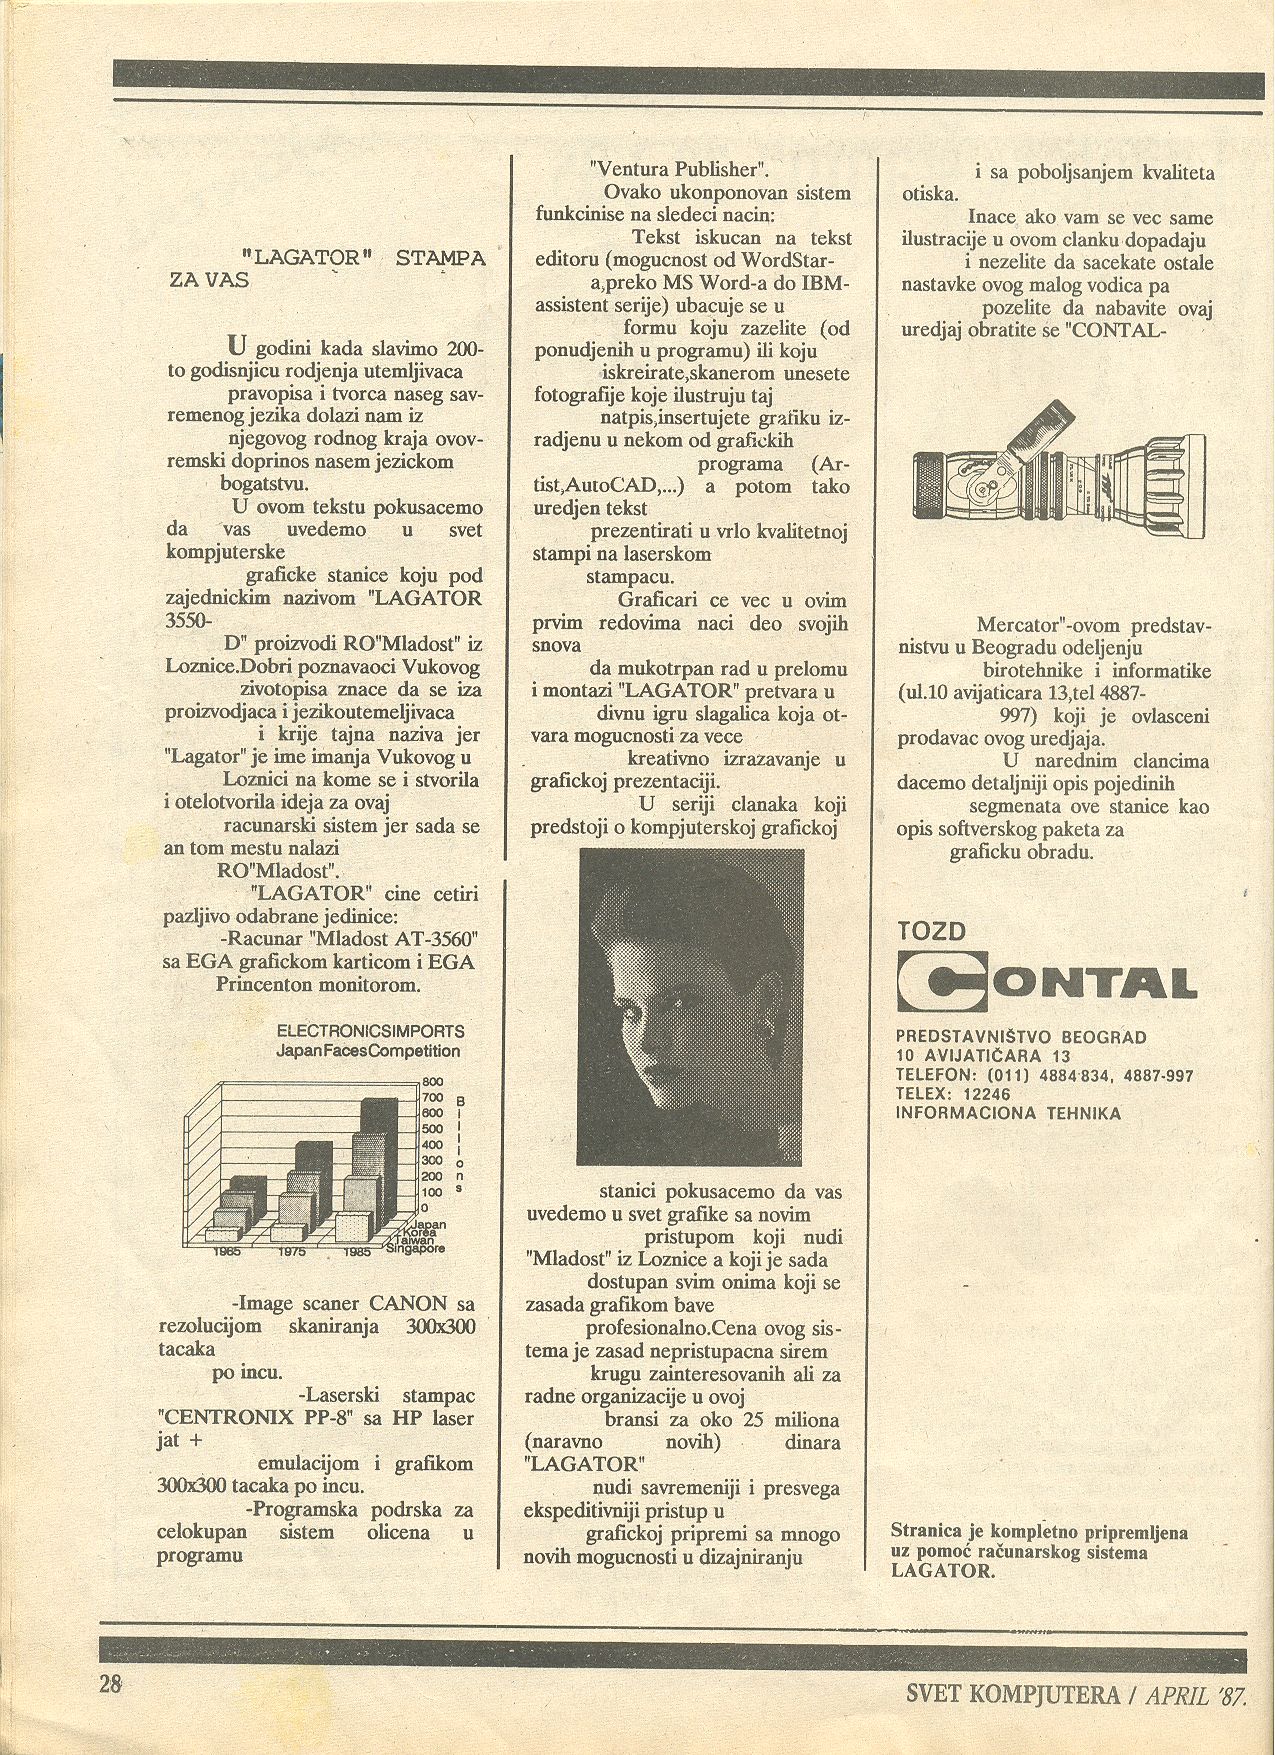 "LAGATOR" STAMPA
ZA VAS
U godini kada slavimo 200-
to godisnjicu rodjenja utemljivaca
pravopisa i tvorca naseg sav-
remenog jezika dolazi nam iz
njegovog rodnog kraja ovov-
remski doprinos nasem jezickom
bogatstvu.
U ovom tekstu pokusacemo
da vas uvedemo u svet
kompjuterske
graficke stanice koju pod
zajednickim nazivom "LAGATOR
3550-
D" proizvodi RO"Mladost" iz
Loznice.Dobri poznavaoci Vukovog
zivotopisa znace da se iza
proizvodjaca i jezikoutemeljivaca
i krije tajna naziva jer
"Lagator" je ime imanja Vukovog u
Loznici na kome se i stvorila
i otelotvorila ideja za ovaj
racunarski sistem jer sada se
an tom mestu nalazi
RO"Mladost".
"LAGATOR" cine cetiri
pazljivo odabrane jedinice:
-Racunar "Mladost AT-3560"
sa EGA grafickom karticom i EGA
Princenton monitorom.
ELECTRONICSIMPORTS
JapanFacesCompetition
800
700
600
500
400
300
200
100
0
Billions
Japan
Korea
Taiwan
Singapore
1965 1975 1985
-Image scaner CANON sa
rezolucijom skaniranja 300x300
tacaka
po incu.
-Laserski stampac
"CENTRONIX PP-8" sa HP laser
jat +
emulacijom i grafikom
300x300 tacaka po incu.
-Programska podrska za
celokupan sistem olicena u
programu
"Ventura Publisher".
Ovako ukonponovan sistem
funkcinise na sledeci nacin:
Tekst iskucan na tekst
editoru (mogucnost od WordStar-
a,preko MS Word-a do IBM-
assistent serije) ubacuje se u
formu koju zazelite (od
ponudjenih u programu) ili koju
iskreirate,skanerom unesete
fotografije koje ilustruju taj
natpis,insertujete grafiku iz-
radjenu u nekom od grafickih
programa (Ar-
tist,AutoCAD,...) a potom tako
uredjen tekst
prezentirati u vrlo kvalitetnoj
stampi na laserskom
stampacu.
Graficari ce vec u ovim
prvim redovima naci deo svojih
snova
da mukotrpan rad u prelomu
i montazi "LAGATOR" pretvara u
divnu igru slagalica koja ot-
vara mogucnosti za vece
kreativno izrazavanje u
grafickoj prezentaciji.
U seriji clanaka koji
predstoji o kompjuterskoj grafickoj
stanici pokusacemo da vas
uvedemo u svet grafike sa novim
pristupom koji nudi
"Mladost" iz Loznice a koji je sada
dostupan svim onima koji se
zasada grafikom bave
profesionalno.Cena ovog sis-
tema je zasad nepristupacna sirem
krugu zainteresovanih ali za
radne organizacije u ovoj
bransi za oko 25 miliona
(naravno novih) dinara
"LAGATOR"
nudi savremeniji i presvega
ekspeditivniji pristup u
grafickoj pripremi sa mnogo
novih mogucnosti u dizajniranju
i sa poboljsanjem kvaliteta
otiska.
Inace ako vam se vec same
ilustracije u ovom clanku dopadaju
i nezelite da sacekate ostale
nastavke ovog malog vodica pa
pozelite da nabavite ovaj
uredjaj obratite se "CONTAL-
Mercator"-ovom predstav-
nistvu u Beogradu odeljenju
birotehnike i informatike
(ul.10 avijaticara 13,tel 4887-
997) koji je ovlasceni
prodavac ovog uredjaja.
U narednim clancima
dacemo detaljniji opis pojedinih
segmenata ove stanice kao
opis softverskog paketa za
graficku obradu.
TOZD
CONTAL
PREDSTAVNIŠTVO BEOGRAD
10 AVIJATIČARA 13
TELEFON: (011) 4884-834, 4887-997
TELEX: 12246
INFORMACIONA TEHNIKA
Stranica je kompletno pripremljena
uz pomoć računarskog sistema
LAGATOR.
28
SVET KOMPJUTERA / APRIL '87.